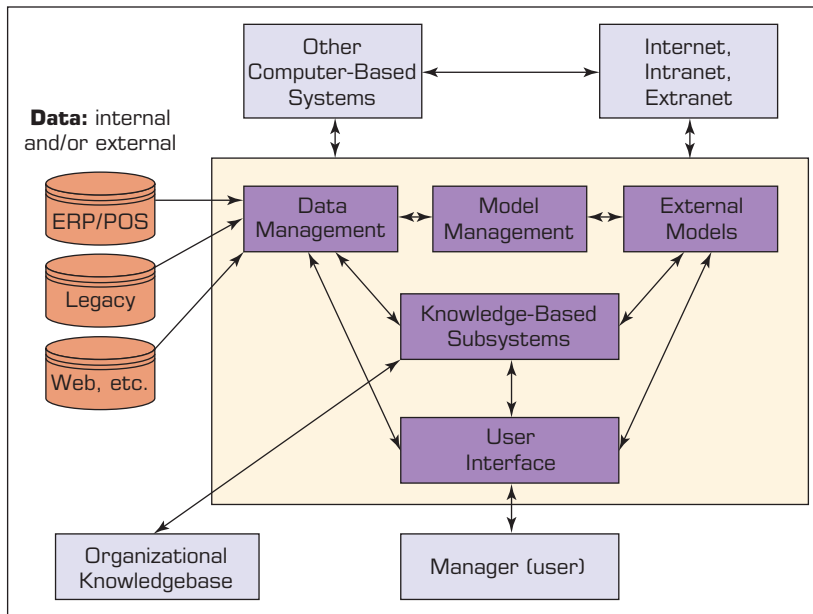 Other
Computer-Based
Systems
Internet,
Intranet,
Extranet
Data: internal
and/or external
ERP/POS
Legacy
Web, etc.
Data
Management
Model
Management
External
Models
Knowledge-Based
Subsystems
User
Interface
Organizational
Knowledgebase
Manager (user)